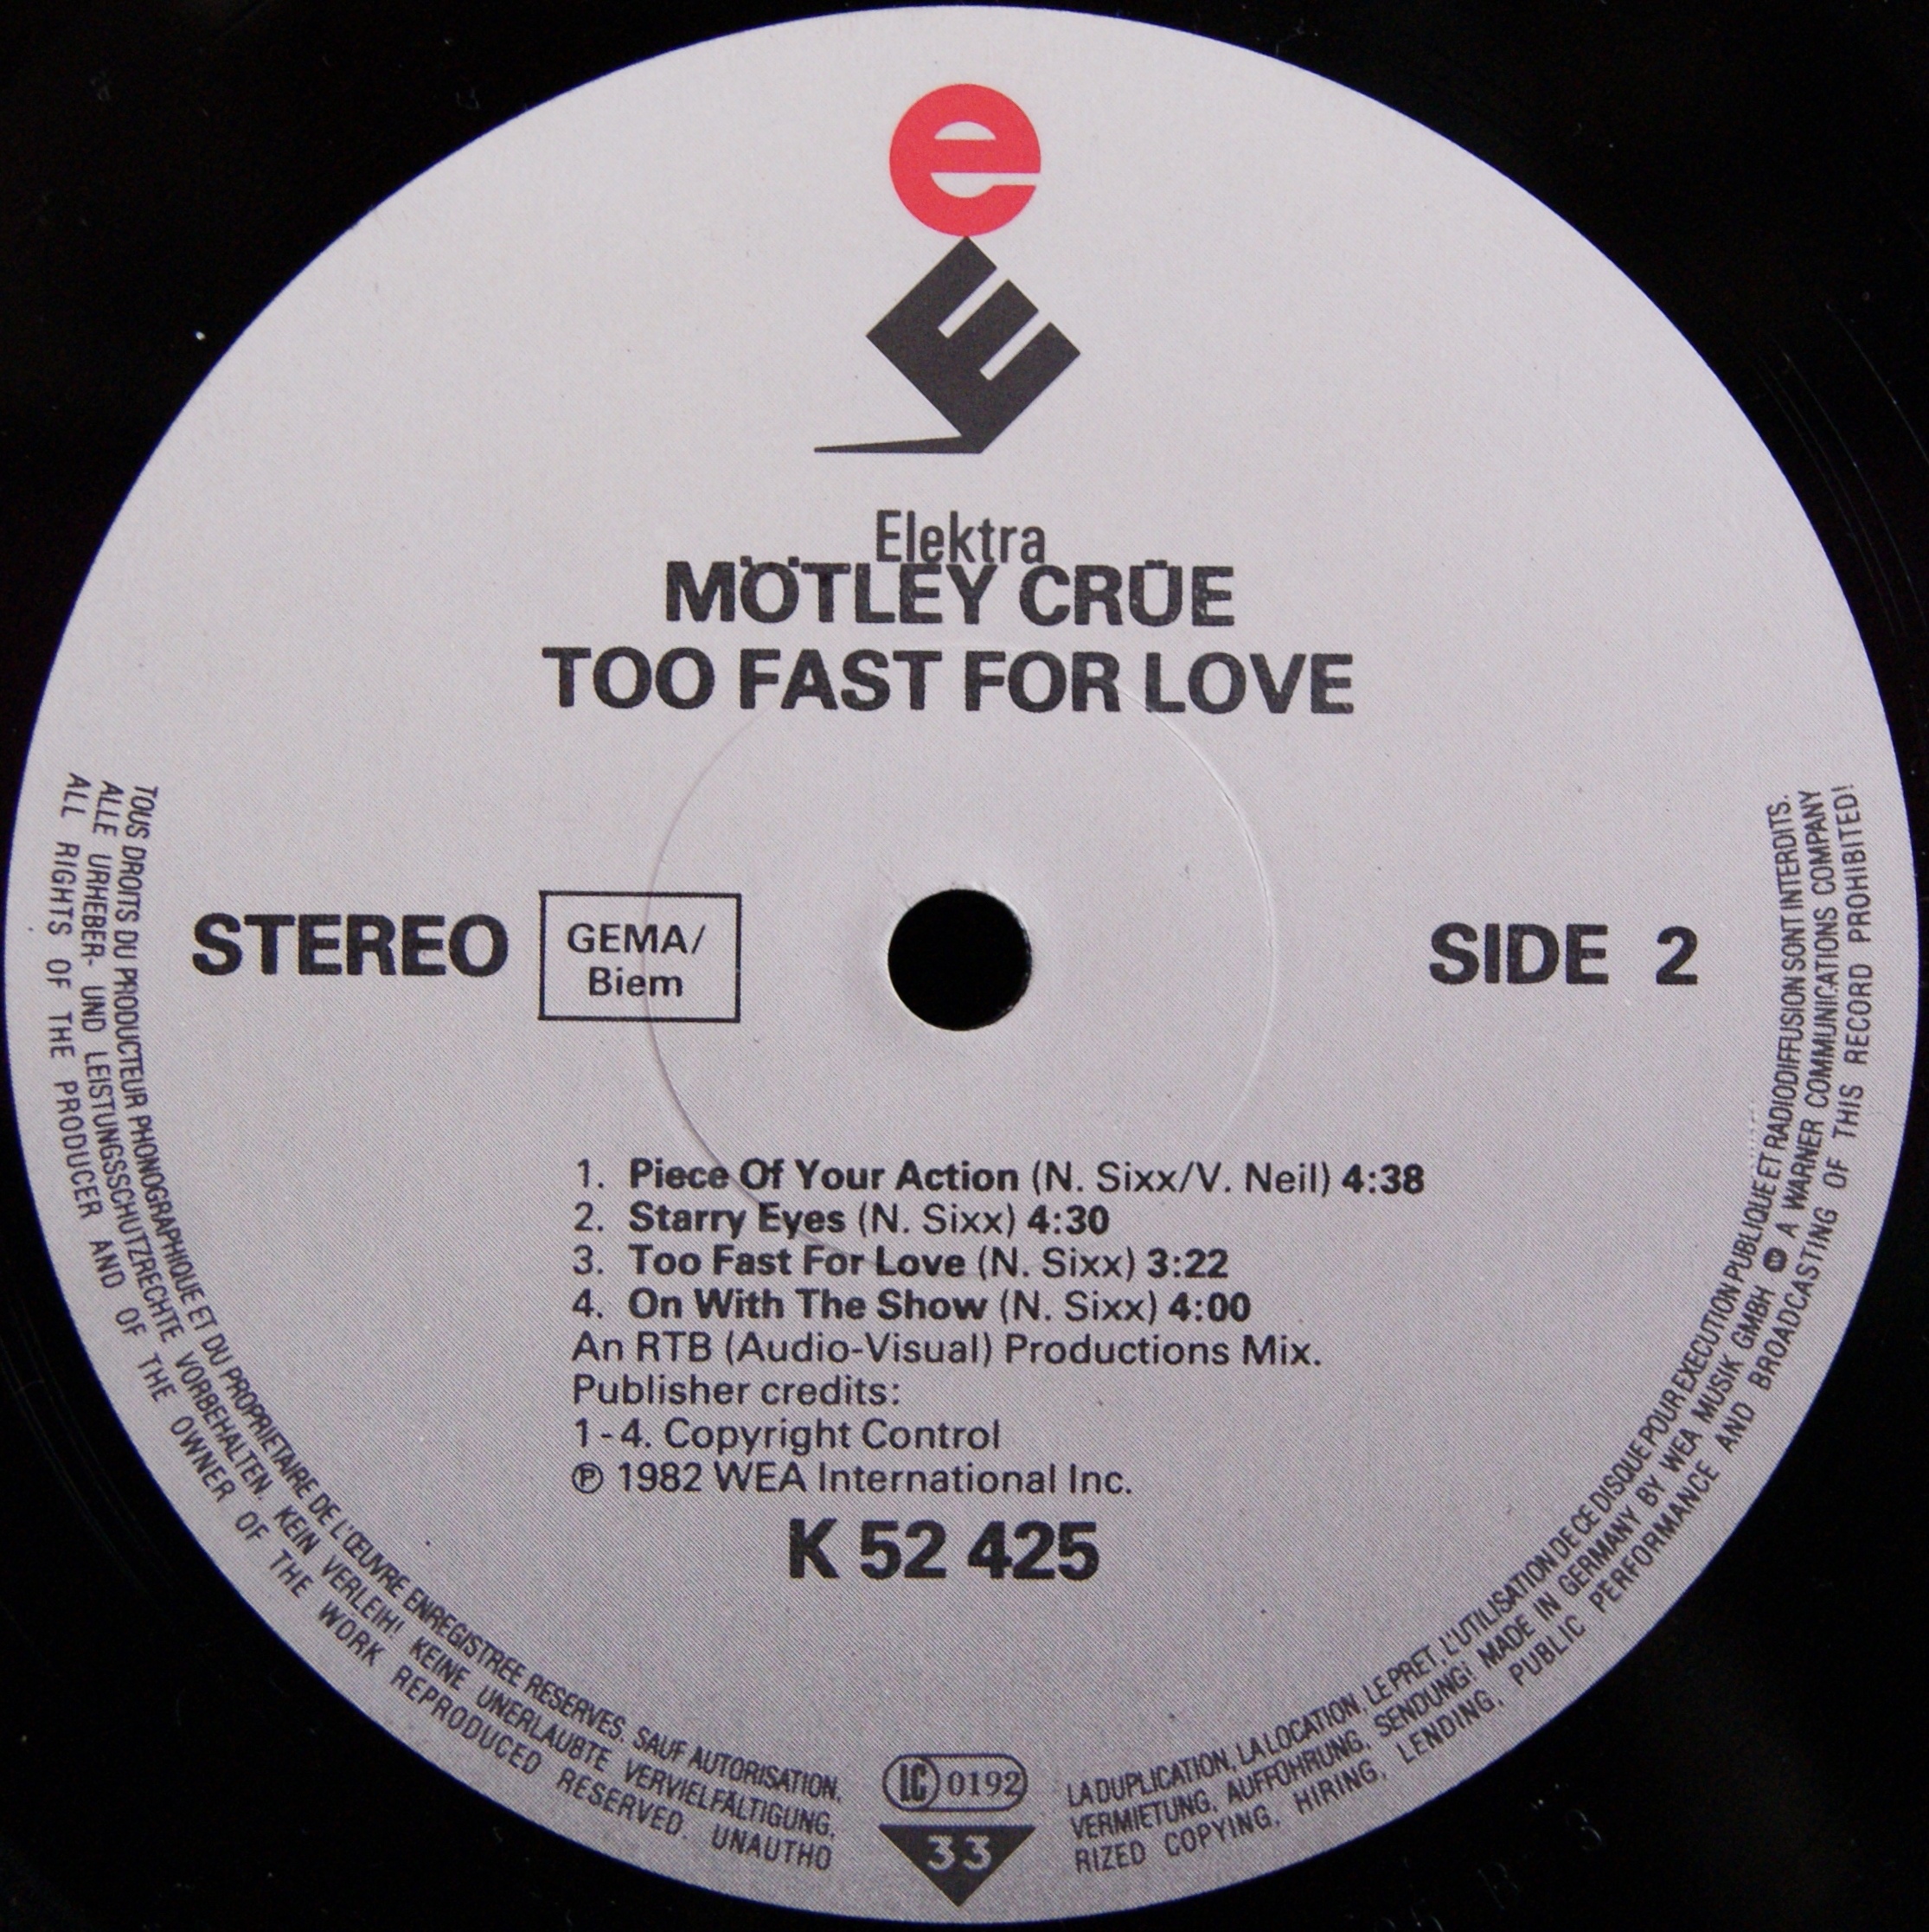 e
E
Elektra
MÖTLEY CRÜE
TOO FAST FOR LOVE
STEREO
GEMA/
Biem
SIDE 2
1. Piece Of Your Action (N. Sixx/V. Neil) 4:38
2. Starry Eyes (N. Sixx) 4:30
3. Too Fast For Love (N. Sixx) 3:22
4. On With The Show (N. Sixx) 4:00
An RTB (Audio-Visual) Productions Mix.
Publisher credits:
1-4. Copyright Control
℗ 1982 WEA International Inc.
K 52 425
TOUS DROITS DU PRODUCTEUR PHONOGRAPHIQUE ET DU PROPRIETAIRE DE L'ŒUVRE ENREGISTREE RESERVES. SAUF AUTORISATION,
LA DUPLICATION, LA LOCATION, LE PRET, L'UTILISATION DE CE DISQUE POUR EXECUTION PUBLIQUE ET RADIODIFFUSION SONT INTERDITS.
ALLE URHEBER- UND LEISTUNGSSCHUTZRECHTE VORBEHALTEN. KEIN VERLEIH! KEINE UNERLAUBTE VERVIELFÄLTIGUNG,
VERMIETUNG, AUFFÜHRUNG, SENDUNG! MADE IN GERMANY BY WEA MUSIK GMBH A WARNER COMMUNICATIONS COMPANY
ALL RIGHTS OF THE PRODUCER AND OF THE OWNER OF THE WORK REPRODUCED RESERVED. UNAUTHO
RIZED COPYING, HIRING, LENDING, PUBLIC PERFORMANCE AND BROADCASTING OF THIS RECORD PROHIBITED!
LC 0192
33